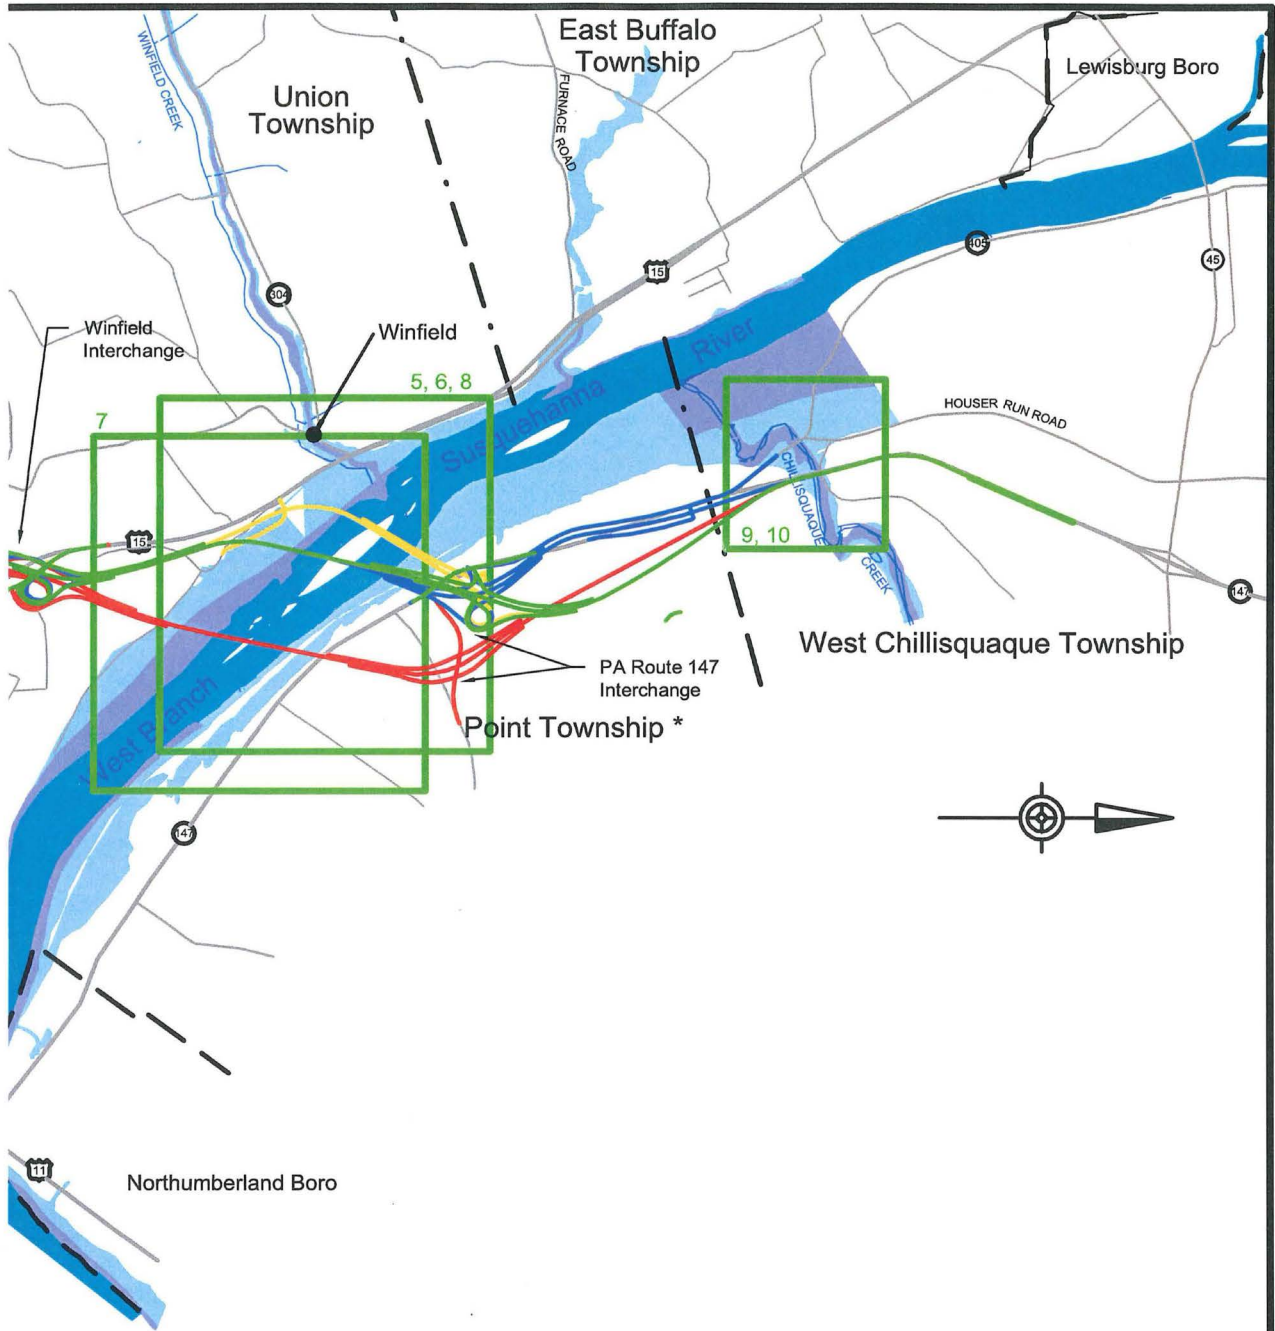 East Buffalo
Township
WINFIELD CREEK
Union
Township
FURNACE ROAD
Lewisburg Boro
15
405
45
304
Winfield
Interchange
Winfield
River
5, 6, 8
7
Susquehanna
HOUSER RUN ROAD
CHILLISQUAQUE
CREEK
15
9, 10
147
West Chillisquaque Township
PA Route 147
Interchange
West Branch
Point Township *
147
11
Northumberland Boro